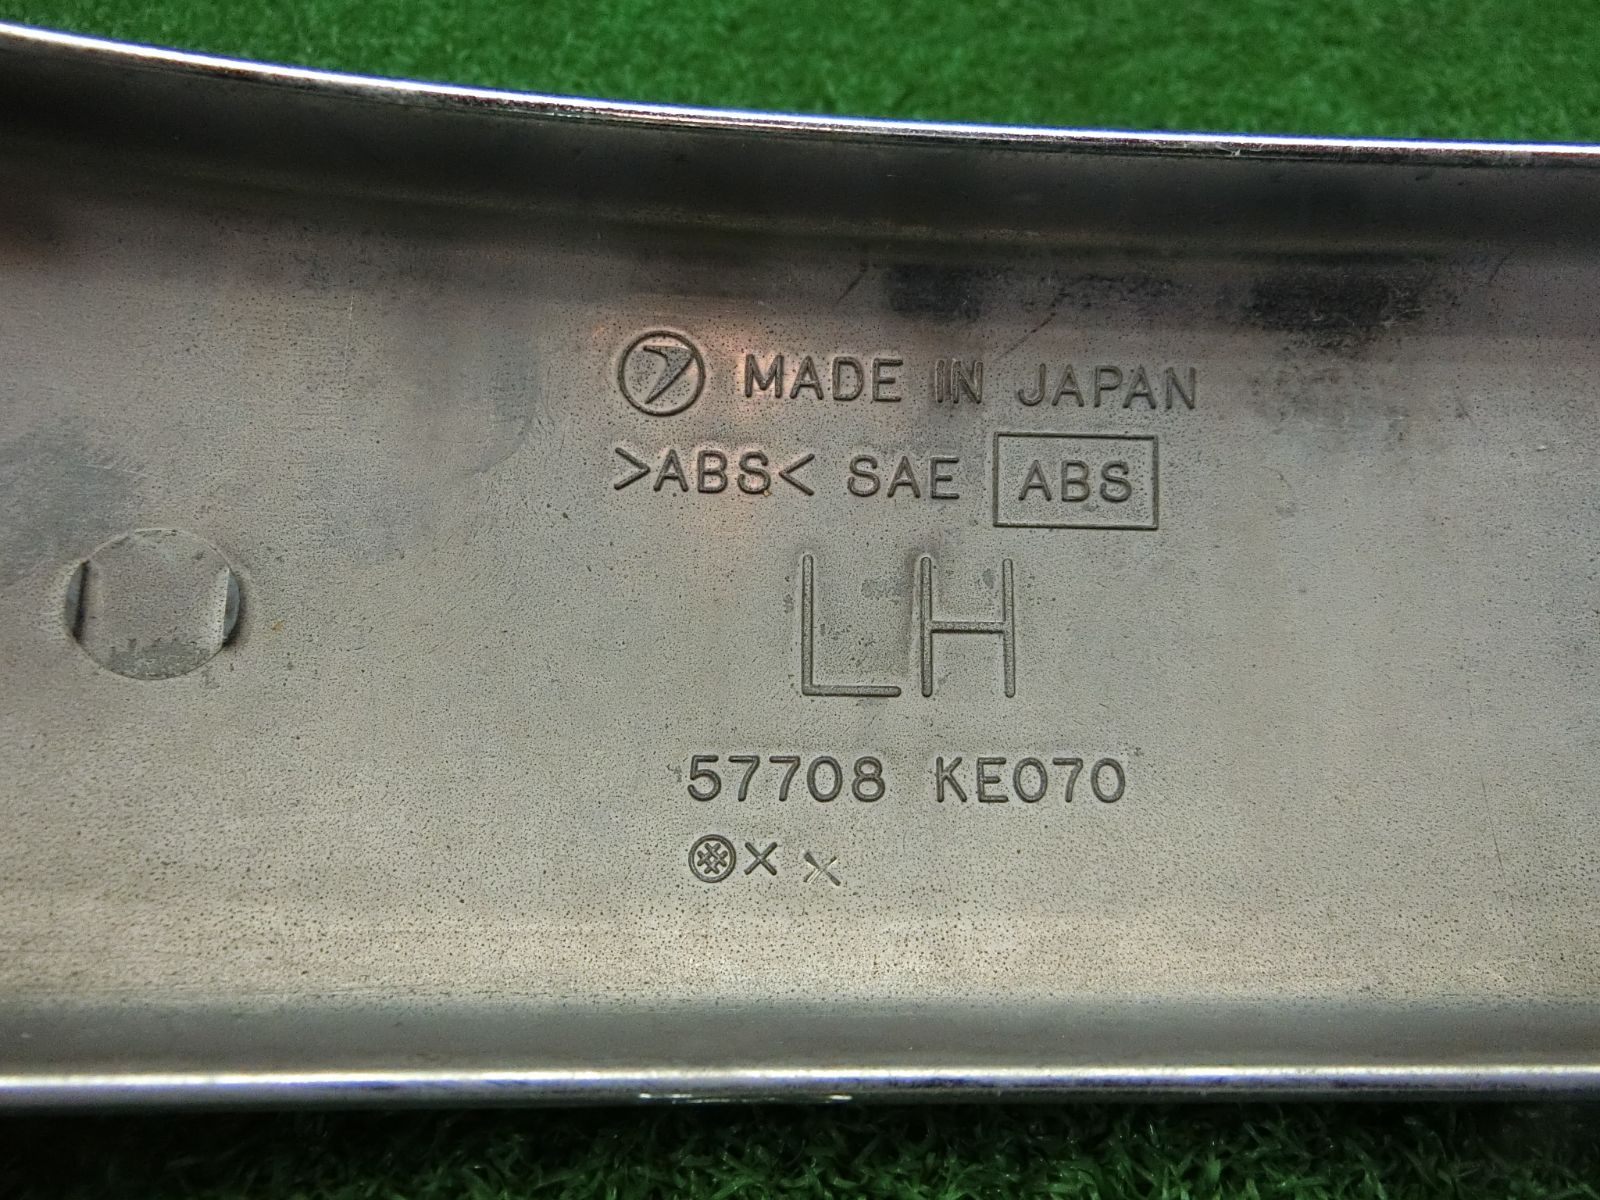 MADE IN JAPAN
>ABS< SAE ABS
LH
57708 KE070